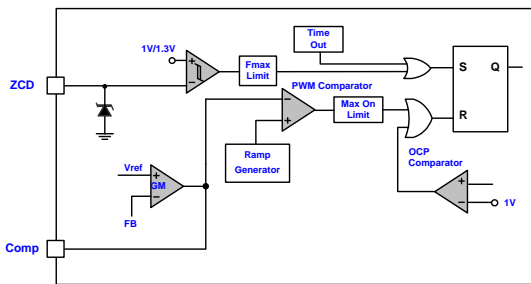 Time
Out
1V/1.3V
Fmax
Limit
S
Q
ZCD
PWM Comparator
Max On
Limit
R
OCP
Comparator
Ramp
Generator
Vref
GM
FB
1V
Comp